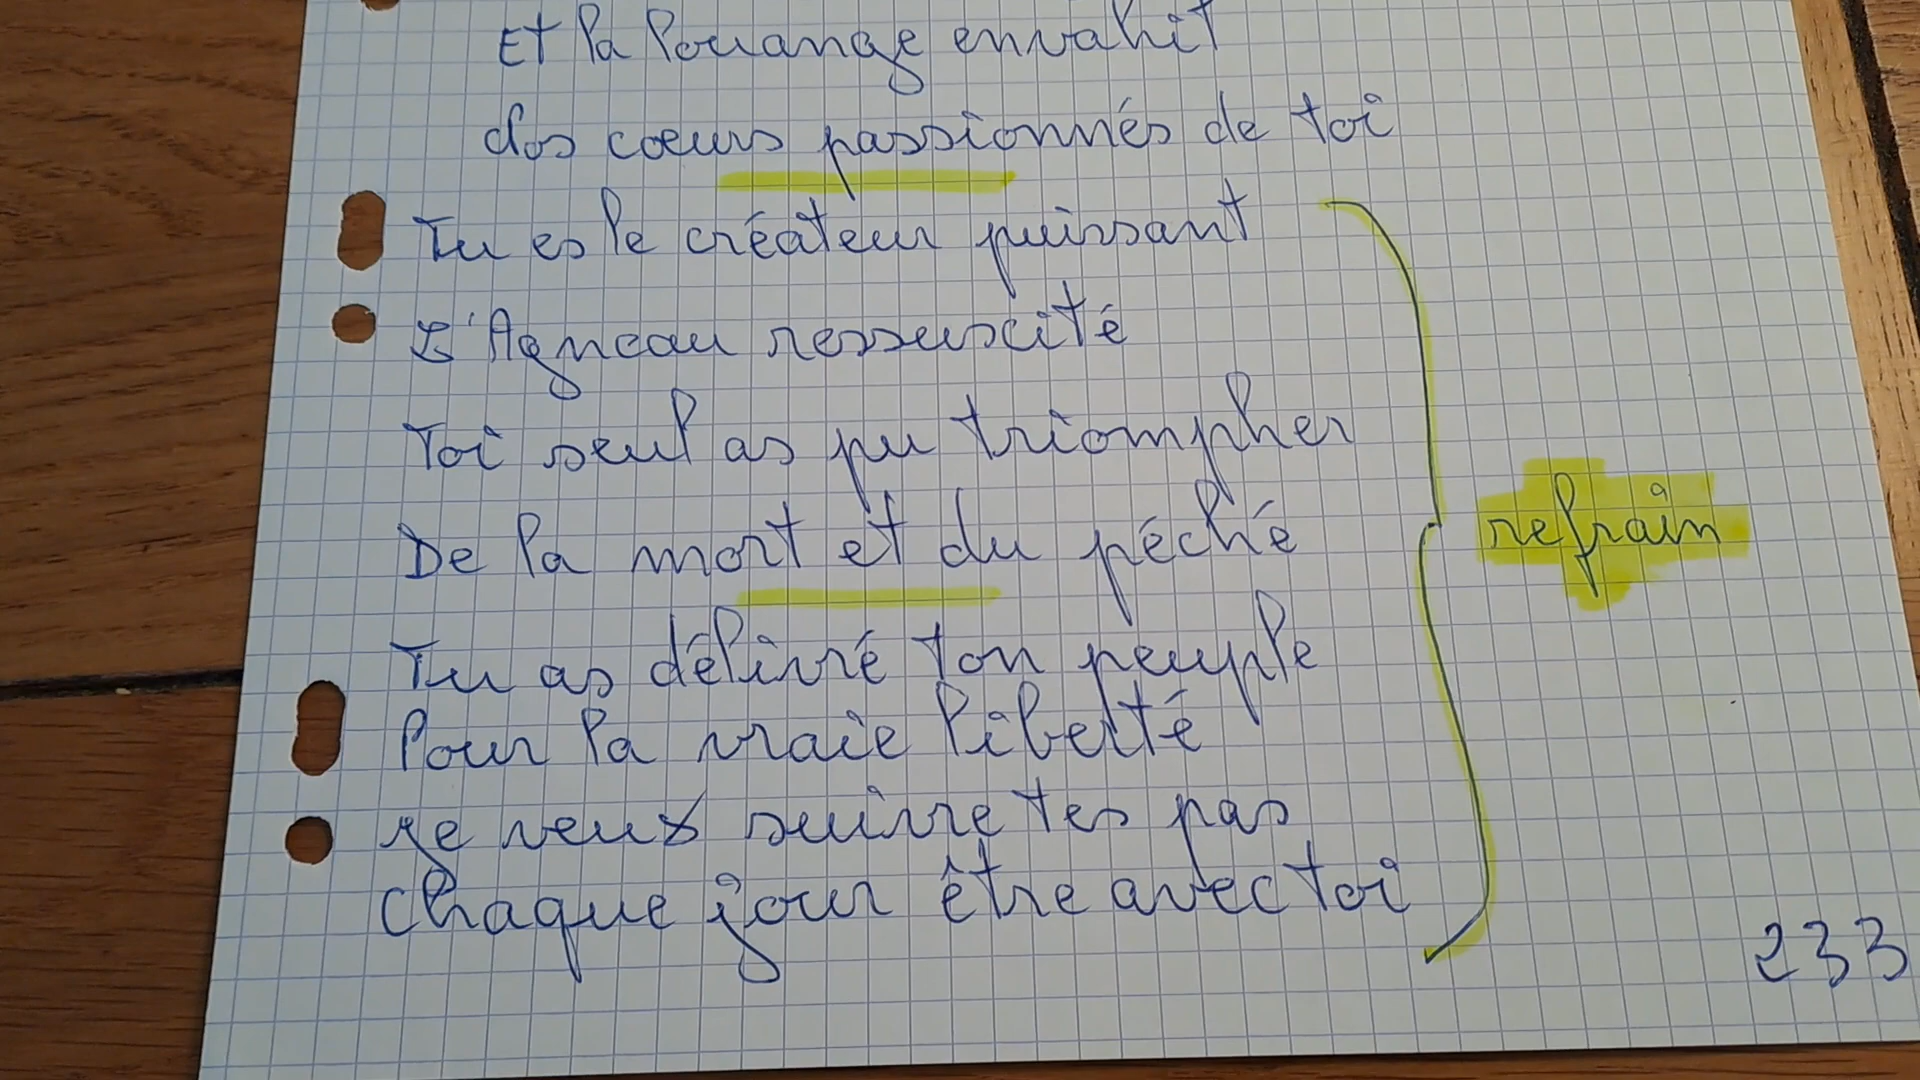 Et la louange envahit
dos coeurs passionnés de toi
Tu es le créateur puissant
L'Agneau ressuscité
Toi seul as pu triompher
De la mort et du péché
refrain
Tu as délivré ton peuple
Pour la vraie liberté
Je veux suivre tes pas
chaque jour être avec toi
233